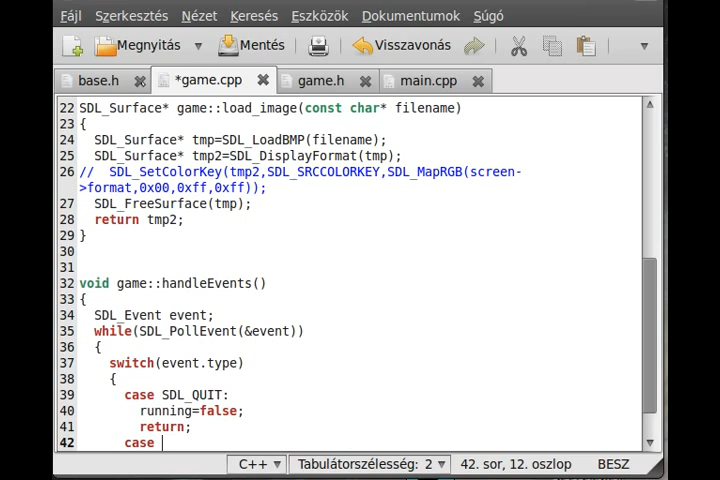 Fájl Szerkesztés Nézet Keresés Eszközök Dokumentumok Súgó
Megnyitás Mentés Visszavonás
base.h *game.cpp game.h main.cpp
22 SDL_Surface* game::load_image(const char* filename)
23 {
24   SDL_Surface* tmp=SDL_LoadBMP(filename);
25   SDL_Surface* tmp2=SDL_DisplayFormat(tmp);
26 //  SDL_SetColorKey(tmp2,SDL_SRCCOLORKEY,SDL_MapRGB(screen-
>format,0x00,0xff,0xff));
27   SDL_FreeSurface(tmp);
28   return tmp2;
29 }
30
31
32 void game::handleEvents()
33 {
34   SDL_Event event;
35   while(SDL_PollEvent(&event))
36   {
37     switch(event.type)
38     {
39       case SDL_QUIT:
40         running=false;
41         return;
42       case
C++ Tabulátorszélesség: 2 42. sor, 12. oszlop BESZ